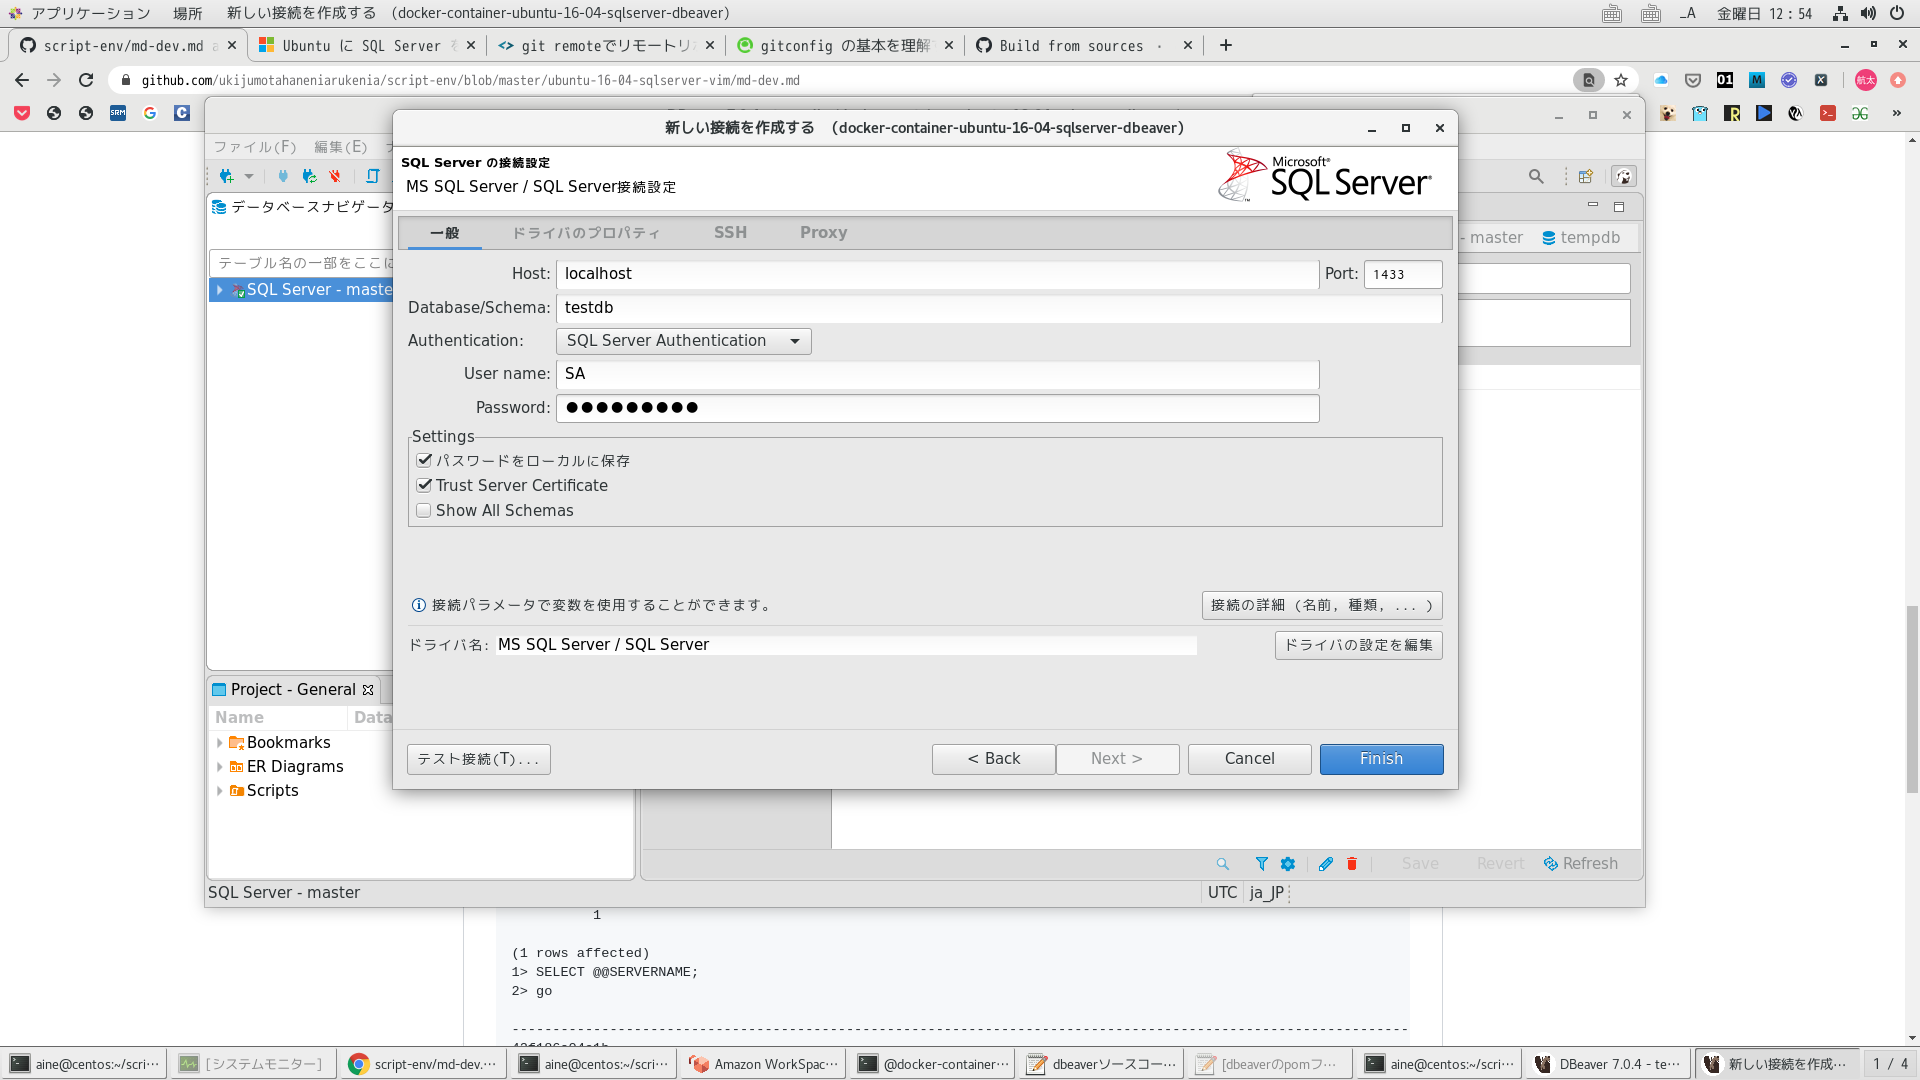 アプリケーション 場所 新しい接続を作成する （docker-container-ubuntu-16-04-sqlserver-dbeaver） _A 金曜日 12：54
script-env/md-dev.md a Ubuntu に SQL Server を git remoteでリモートリポ gitconfig の基本を理解す Build from sources ·
github.com/ukijumotahaneniarukenia/script-env/blob/master/ubuntu-16-04-sqlserver-vim/md-dev.md
新しい接続を作成する （docker-container-ubuntu-16-04-sqlserver-dbeaver）
ファイル(F) 編集(E)
SQL Server の接続設定
MS SQL Server / SQL Server接続設定
Microsoft® SQL Server®
データベースナビゲータ
一般 ドライバのプロパティ SSH Proxy
- master tempdb
テーブル名の一部をここに
SQL Server - maste
Host: localhost Port: 1433
Database/Schema: testdb
Authentication: SQL Server Authentication
User name: SA
Password: ●●●●●●●●●
Settings
パスワードをローカルに保存
Trust Server Certificate
Show All Schemas
接続パラメータで変数を使用することができます。 接続の詳細 (名前, 種類, ... )
ドライバ名: MS SQL Server / SQL Server ドライバの設定を編集
Project - General
Name Data
Bookmarks
ER Diagrams
Scripts
テスト接続(T)... < Back Next > Cancel Finish
Save Revert Refresh
SQL Server - master UTC ja_JP
1
(1 rows affected)
1> SELECT @@SERVERNAME;
2> go
aine@centos:~/scri··· [システムモニター] script-env/md-dev.··· aine@centos:~/scri··· Amazon WorkSpac··· @docker-container··· dbeaverソースコー··· [dbeaverのpomフ··· aine@centos:~/scri··· DBeaver 7.0.4 - te··· 新しい接続を作成··· 1 / 4